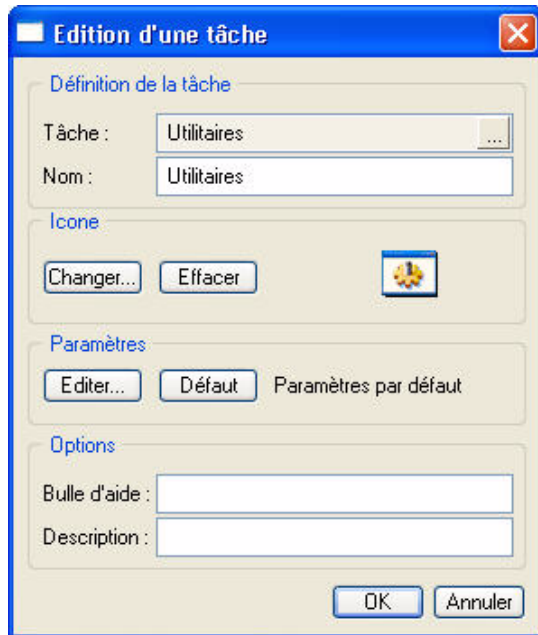 Edition d'une tâche
Définition de la tâche
Tâche : Utilitaires ...
Nom : Utilitaires
Icone
Changer... Effacer
Paramètres
Editer... Défaut Paramètres par défaut
Options
Bulle d'aide :
Description :
OK Annuler